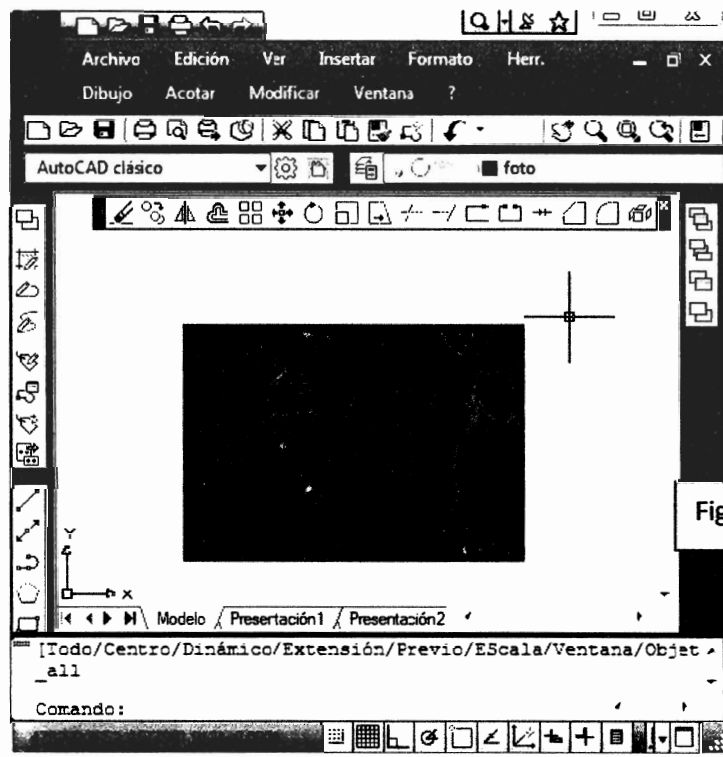 Archivo Edición Ver Insertar Formato Herr.
Dibujo Acotar Modificar Ventana ?
AutoCAD clásico foto
Fig
Y
X
Modelo Presentación1 Presentación2
[Todo/Centro/Dinámico/Extensión/Previo/EScala/Ventana/Objet
_all
Comando: